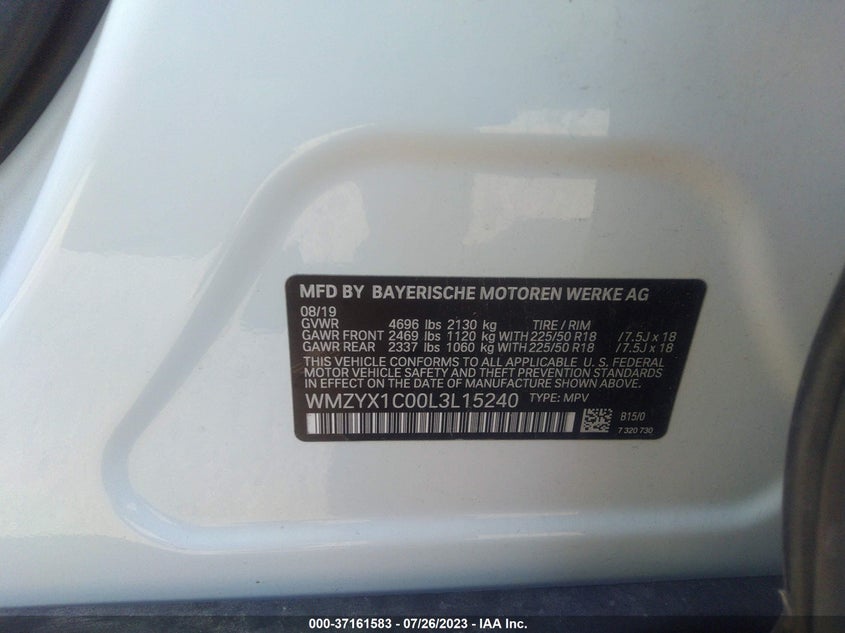 MFD BY BAYERISCHE MOTOREN WERKE AG
08/19
GVWR 4696 lbs 2130 kg TIRE / RIM
GAWR FRONT 2469 lbs 1120 kg WITH 225/50 R18 /7.5J x 18
GAWR REAR 2337 lbs 1060 kg WITH 225/50 R18 /7.5J x 18
THIS VEHICLE CONFORMS TO ALL APPLICABLE U.S. FEDERAL
MOTOR VEHICLE SAFETY AND THEFT PREVENTION STANDARDS
IN EFFECT ON THE DATE OF MANUFACTURE SHOWN ABOVE.
WMZYX1C00L3L15240 TYPE: MPV
B15/0
7 320 730
000-37161583 / 07/26/2023 - IAA Inc.